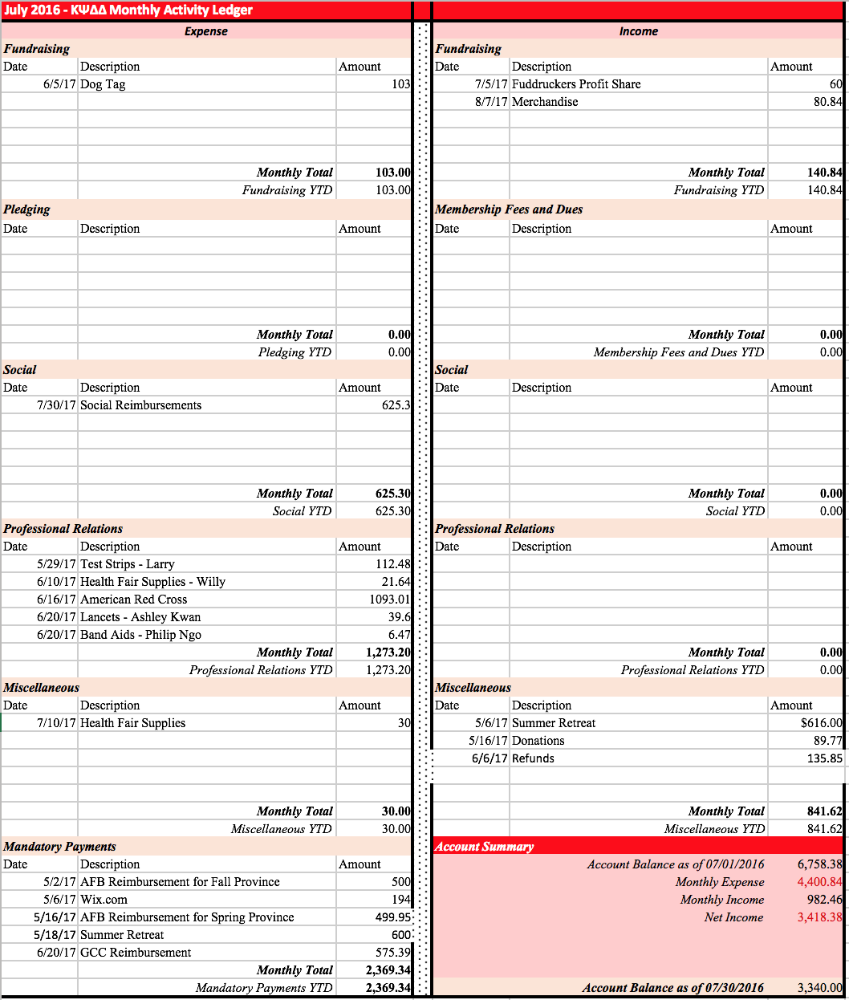 July 2016 - ΚΨΔΔ Monthly Activity Ledger
Expense
Fundraising
Date Description Amount
6/5/17 Dog Tag 103
Monthly Total 103.00
Fundraising YTD 103.00
Pledging
Date Description Amount
Monthly Total 0.00
Pledging YTD 0.00
Social
Date Description Amount
7/30/17 Social Reimbursements 625.3
Monthly Total 625.30
Social YTD 625.30
Professional Relations
Date Description Amount
5/29/17 Test Strips - Larry 112.48
6/10/17 Health Fair Supplies - Willy 21.64
6/16/17 American Red Cross 1093.01
6/20/17 Lancets - Ashley Kwan 39.6
6/20/17 Band Aids - Philip Ngo 6.47
Monthly Total 1,273.20
Professional Relations YTD 1,273.20
Miscellaneous
Date Description Amount
7/10/17 Health Fair Supplies 30
Monthly Total 30.00
Miscellaneous YTD 30.00
Mandatory Payments
Date Description Amount
5/2/17 AFB Reimbursement for Fall Province 500
5/6/17 Wix.com 194
5/16/17 AFB Reimbursement for Spring Province 499.95
5/18/17 Summer Retreat 600
6/20/17 GCC Reimbursement 575.39
Monthly Total 2,369.34
Mandatory Payments YTD 2,369.34
Income
Fundraising
Date Description Amount
7/5/17 Fuddruckers Profit Share 60
8/7/17 Merchandise 80.84
Monthly Total 140.84
Fundraising YTD 140.84
Membership Fees and Dues
Date Description Amount
Monthly Total 0.00
Membership Fees and Dues YTD 0.00
Social
Date Description Amount
Monthly Total 0.00
Social YTD 0.00
Professional Relations
Date Description Amount
Monthly Total 0.00
Professional Relations YTD 0.00
Miscellaneous
Date Description Amount
5/6/17 Summer Retreat $616.00
5/16/17 Donations 89.77
6/6/17 Refunds 135.85
Monthly Total 841.62
Miscellaneous YTD 841.62
Account Summary
Account Balance as of 07/01/2016 6,758.38
Monthly Expense 4,400.84
Monthly Income 982.46
Net Income 3,418.38
Account Balance as of 07/30/2016 3,340.00